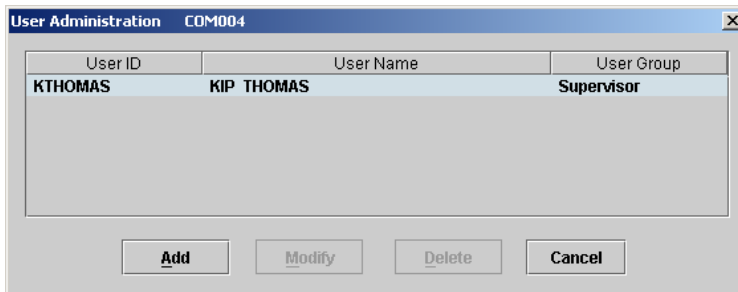 User Administration COM004
User ID User Name User Group
KTHOMAS KIP THOMAS Supervisor
Add Modify Delete Cancel